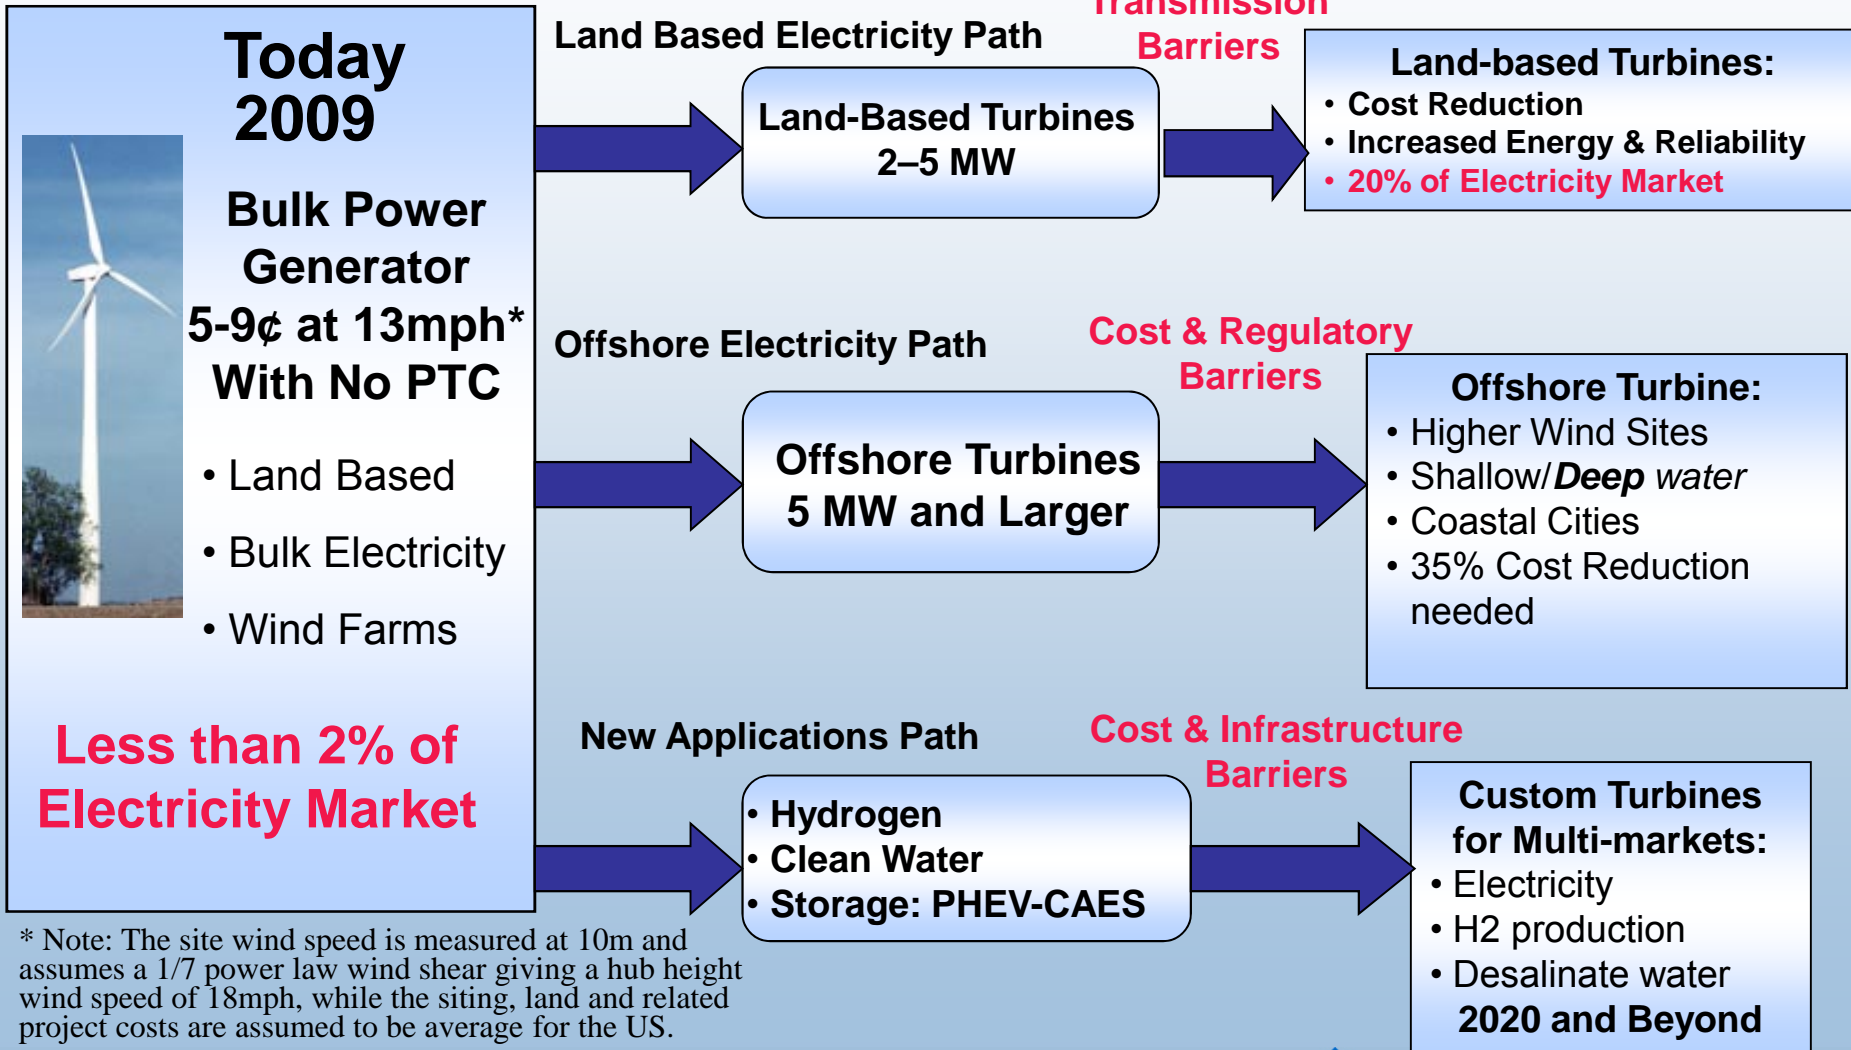 Today
2009
Bulk Power
Generator
5-9¢ at 13mph*
With No PTC
• Land Based
• Bulk Electricity
• Wind Farms
Less than 2% of
Electricity Market
Land Based Electricity Path
Transmission
Barriers
Land-Based Turbines
2–5 MW
Land-based Turbines:
• Cost Reduction
• Increased Energy & Reliability
• 20% of Electricity Market
Offshore Electricity Path
Cost & Regulatory
Barriers
Offshore Turbines
5 MW and Larger
Offshore Turbine:
• Higher Wind Sites
• Shallow/Deep water
• Coastal Cities
• 35% Cost Reduction
needed
New Applications Path
Cost & Infrastructure
Barriers
• Hydrogen
• Clean Water
• Storage: PHEV-CAES
Custom Turbines
for Multi-markets:
• Electricity
• H2 production
• Desalinate water
2020 and Beyond
* Note: The site wind speed is measured at 10m and
assumes a 1/7 power law wind shear giving a hub height
wind speed of 18mph, while the siting, land and related
project costs are assumed to be average for the US.